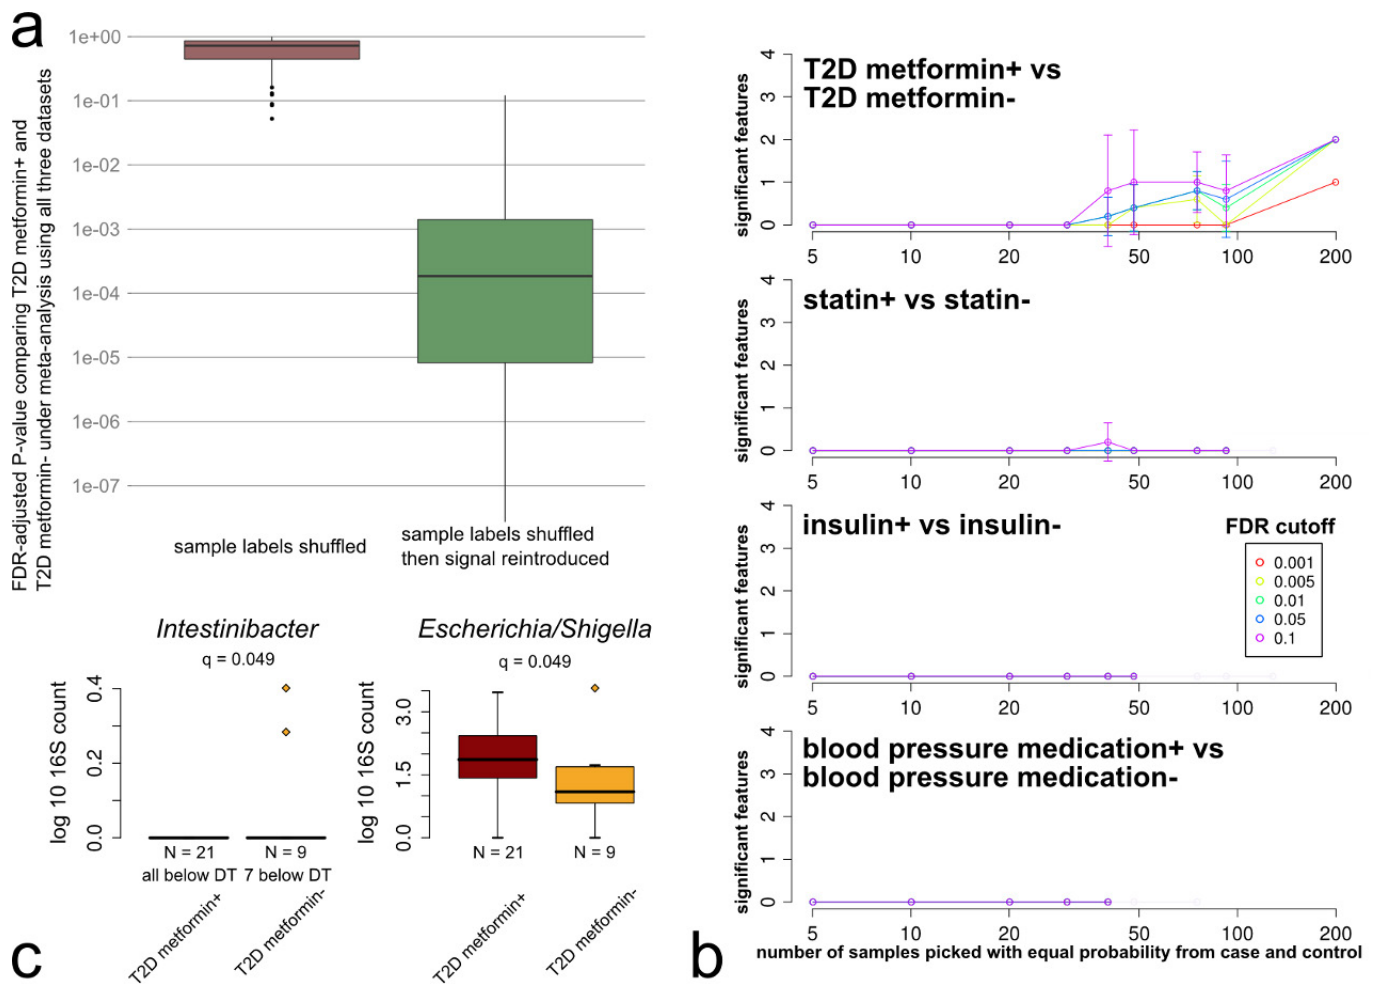 a
FDR-adjusted P-value comparing T2D metformin+ and
T2D metformin- under meta-analysis using all three datasets
1e+00
1e-01
1e-02
1e-03
1e-04
1e-05
1e-06
1e-07
sample labels shuffled
sample labels shuffled
then signal reintroduced
c
Intestinibacter
q = 0.049
log 10 16S count
0.4
0.2
0.0
N = 21
all below DT
N = 9
7 below DT
T2D metformin+
T2D metformin-
Escherichia/Shigella
q = 0.049
log 10 16S count
3.0
1.5
0.0
N = 21
N = 9
T2D metformin+
T2D metformin-
b
T2D metformin+ vs
T2D metformin-
significant features
4
3
2
1
0
5 10 20 50 100 200
statin+ vs statin-
significant features
4
3
2
1
0
5 10 20 50 100 200
insulin+ vs insulin-
significant features
4
3
2
1
0
5 10 20 50 100 200
FDR cutoff
0.001
0.005
0.01
0.05
0.1
blood pressure medication+ vs
blood pressure medication-
significant features
4
3
2
1
0
5 10 20 50 100 200
number of samples picked with equal probability from case and control